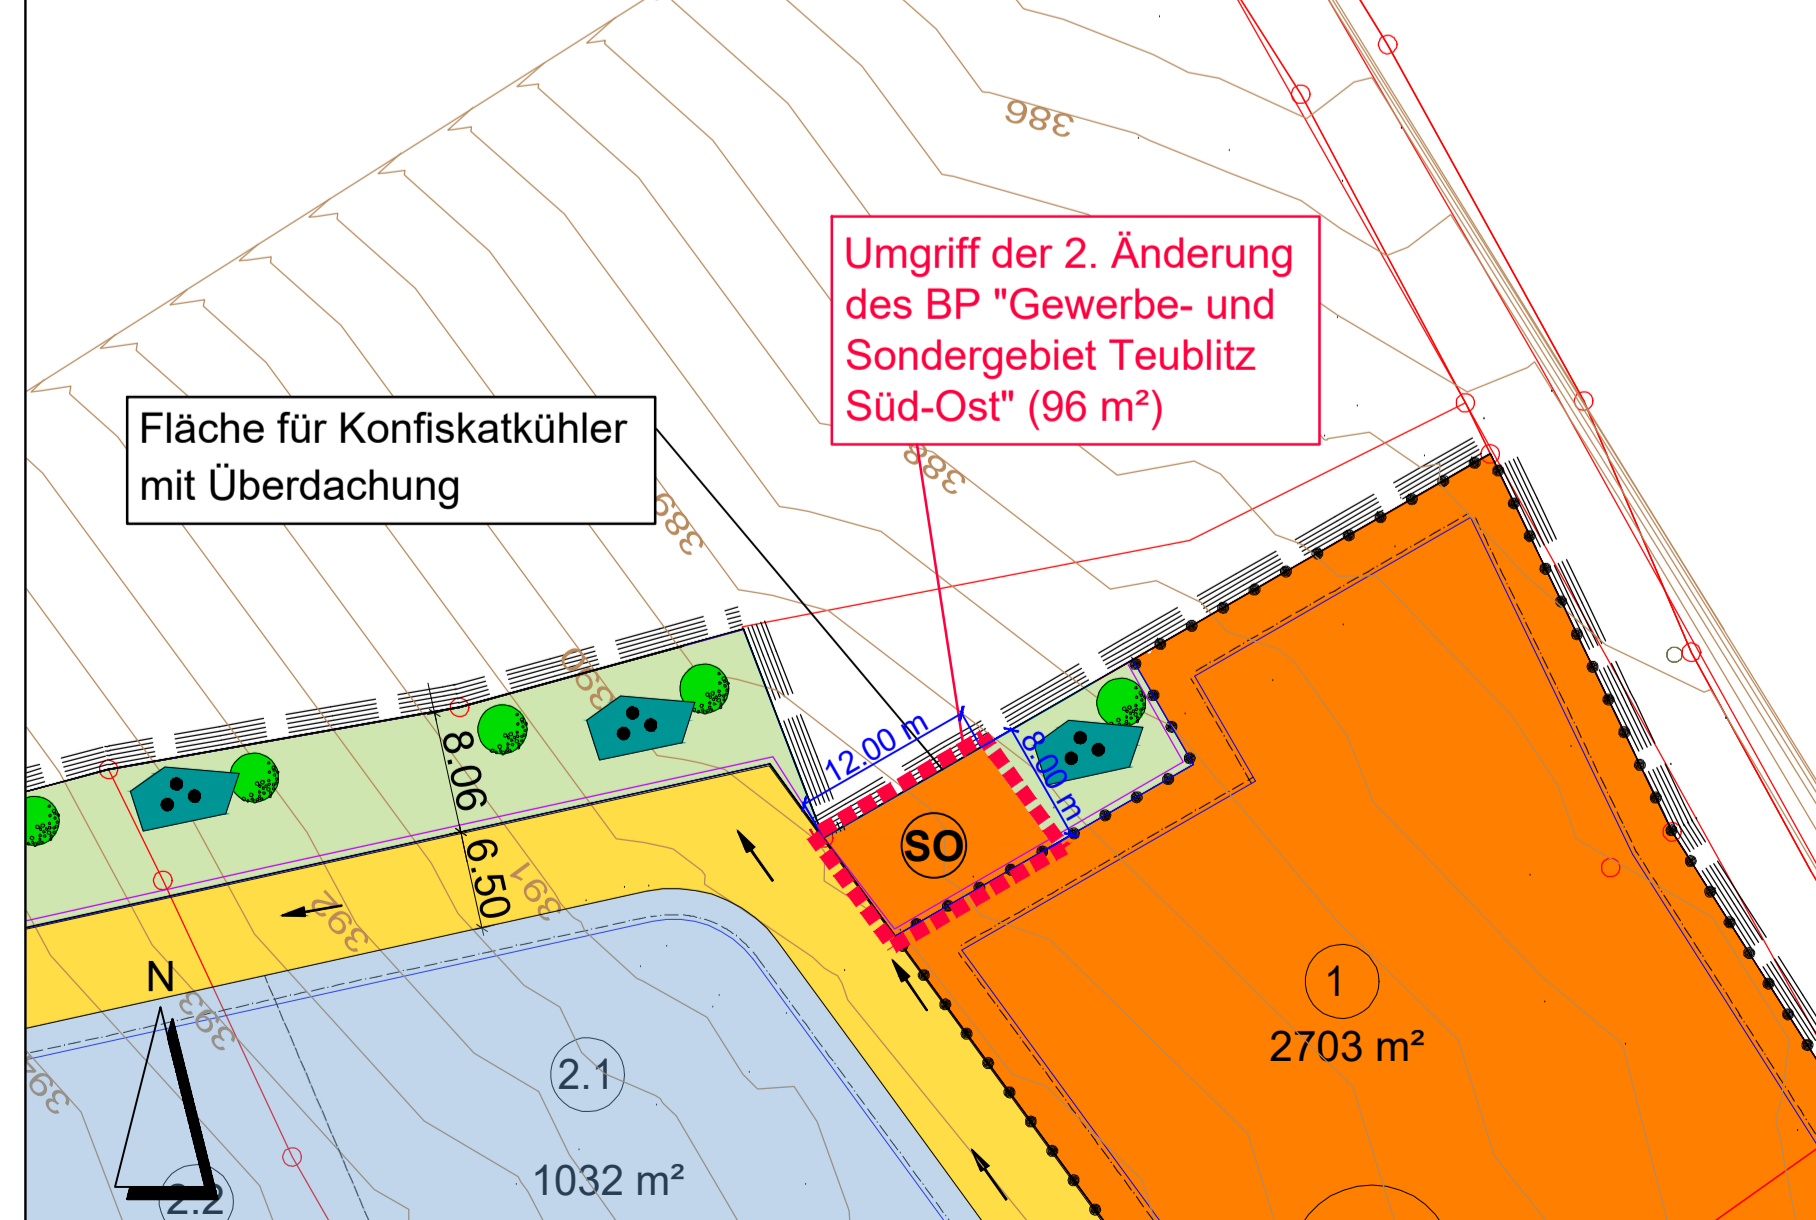 386
Umgriff der 2. Änderung
des BP "Gewerbe- und
Sondergebiet Teublitz
Süd-Ost" (96 m²)
Fläche für Konfiskatkühler
mit Überdachung
388
389
390
12.00 m
8.00 m
8.06
6.50
SO
391
392
393
394
N
1
2703 m²
2.1
1032 m²
2.2